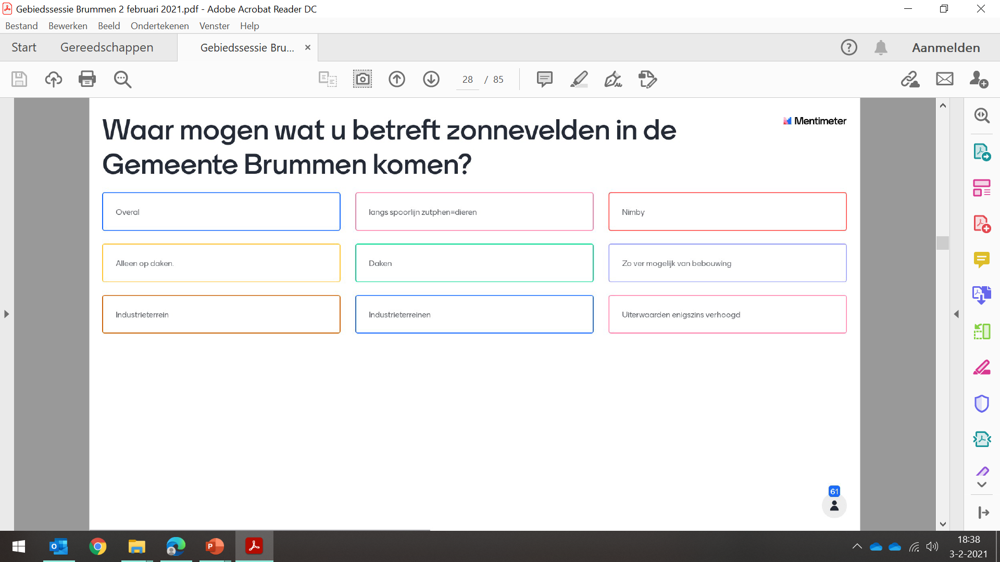 Gebiedssessie Brummen 2 februari 2021.pdf - Adobe Acrobat Reader DC
Bestand Bewerken Beeld Ondertekenen Venster Help
Start Gereedschappen Gebiedssessie Bru... × Aanmelden
28 / 85
Waar mogen wat u betreft zonnevelden in de
Gemeente Brummen komen?
Mentimeter
Overal
langs spoorlijn zutphen=dieren
Nimby
Alleen op daken.
Daken
Zo ver mogelijk van bebouwing
Industrieterrein
Industrieterreinen
Uiterwaarden enigszins verhoogd
61
18:38
3-2-2021